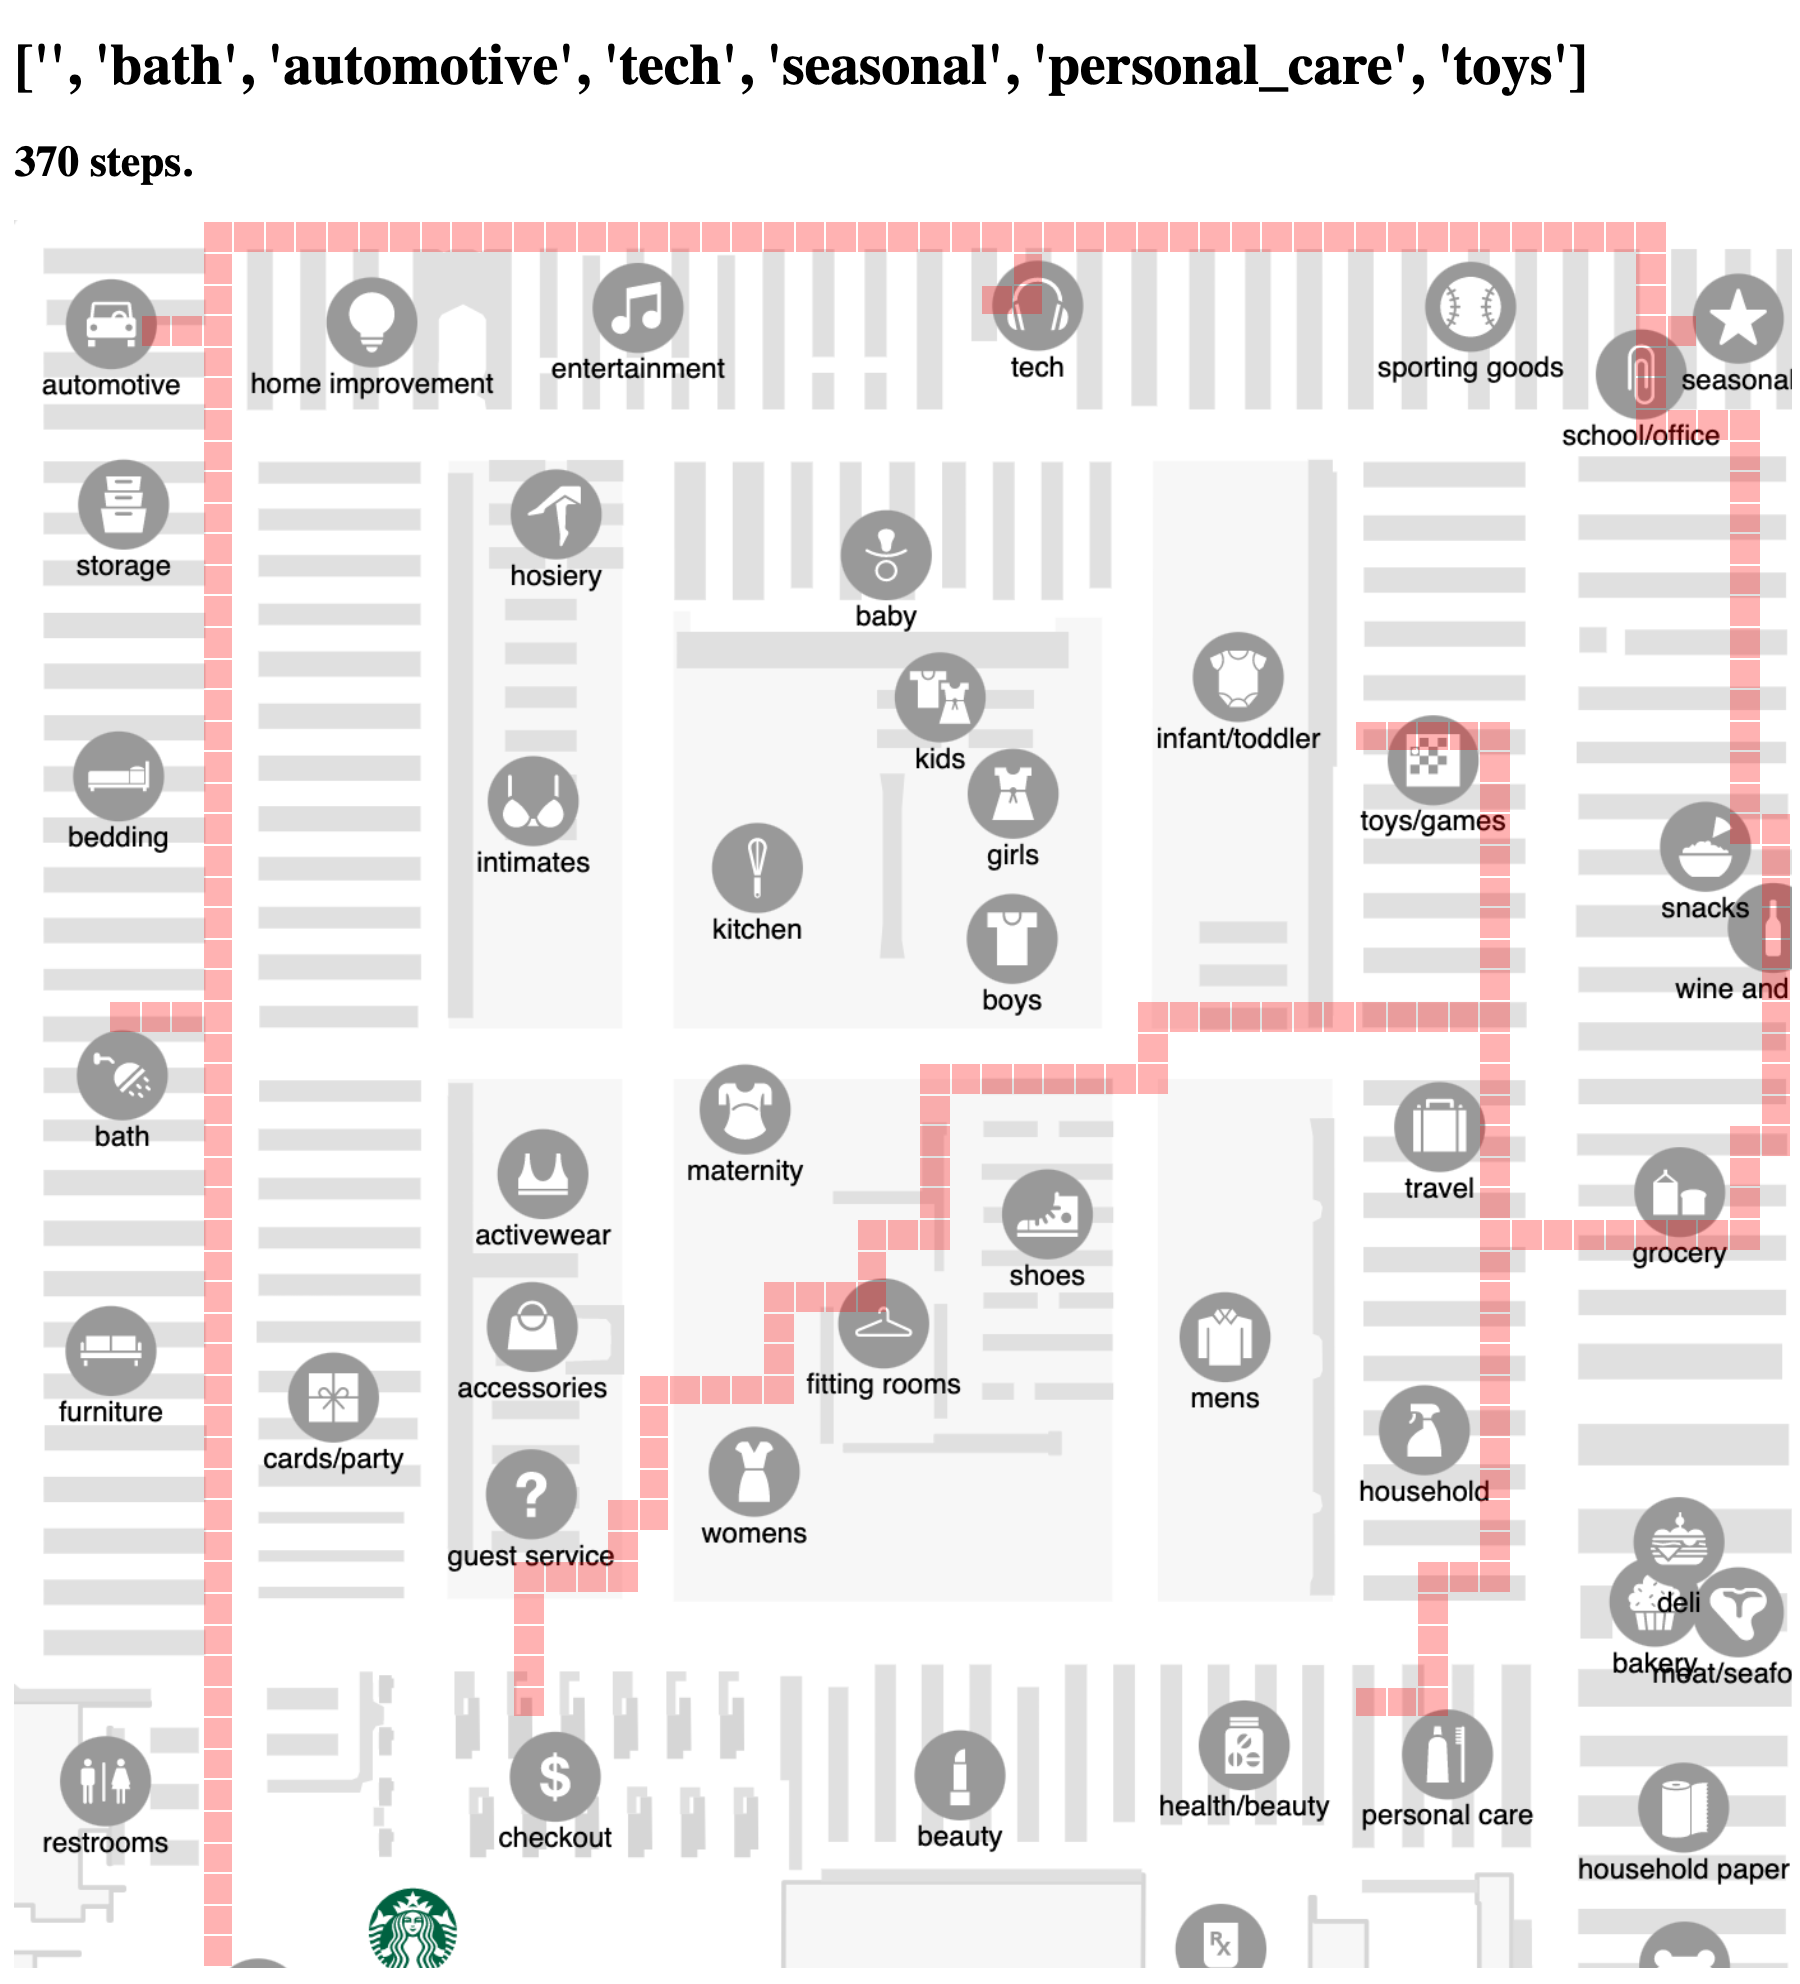 ['', 'bath', 'automotive', 'tech', 'seasonal', 'personal_care', 'toys']
370 steps.
automotive
home improvement
entertainment
tech
sporting goods
seasonal
school/office
storage
hosiery
baby
infant/toddler
kids
bedding
intimates
girls
toys/games
kitchen
snacks
boys
wine and
bath
maternity
travel
activewear
shoes
grocery
furniture
accessories
fitting rooms
mens
cards/party
womens
household
?
guest service
deli
bakery
meat/seafo
$
restrooms
checkout
beauty
health/beauty
personal care
household paper
Rx